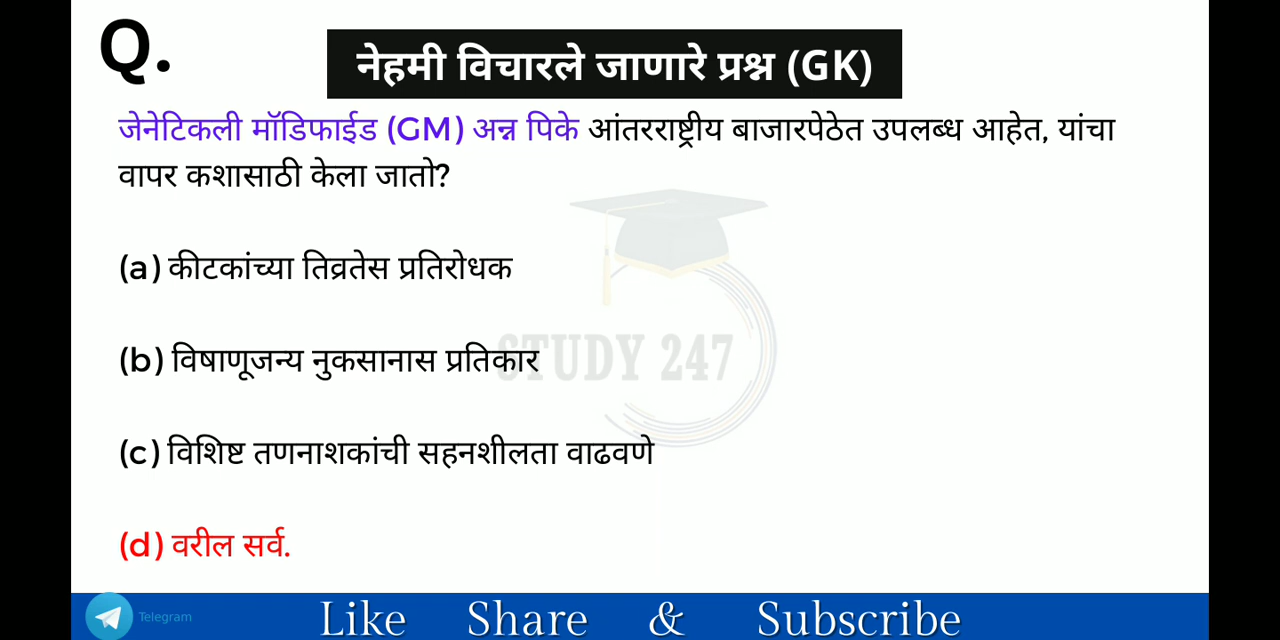 Q.
नेहमी विचारले जाणारे प्रश्न (GK)
जेनेटिकली मॉडिफाईड (GM) अन्न पिके आंतरराष्ट्रीय बाजारपेठेत उपलब्ध आहेत, यांचा
वापर कशासाठी केला जातो?
(a) कीटकांच्या तिव्रतेस प्रतिरोधक
(b) विषाणूजन्य नुकसानास प्रतिकार
STUDY 247
(c) विशिष्ट तणनाशकांची सहनशीलता वाढवणे
(d) वरील सर्व.
Telegram
Like Share & Subscribe